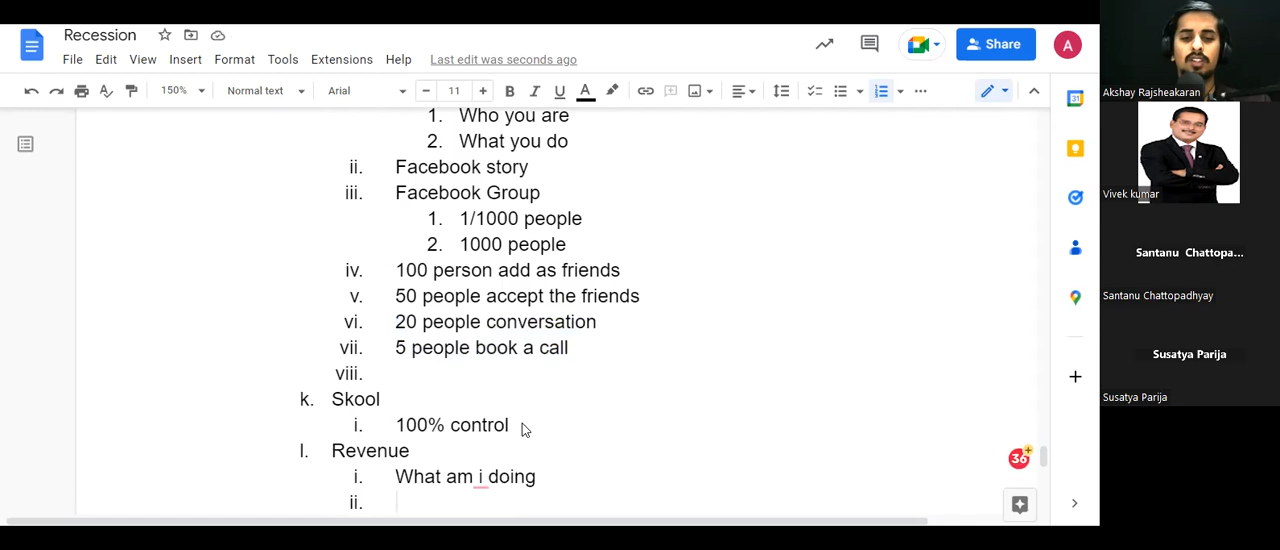 Recession
File Edit View Insert Format Tools Extensions Help Last edit was seconds ago
Share
A
150% Normal text Arial 11
1. Who you are
2. What you do
ii. Facebook story
iii. Facebook Group
1. 1/1000 people
2. 1000 people
iv. 100 person add as friends
v. 50 people accept the friends
vi. 20 people conversation
vii. 5 people book a call
viii.
k. Skool
i. 100% control
l. Revenue
i. What am i doing
ii.
36
31
Akshay Rajsheakaran
Vivek kumar
Santanu Chattopa...
Santanu Chattopadhyay
Susatya Parija
Susatya Parija